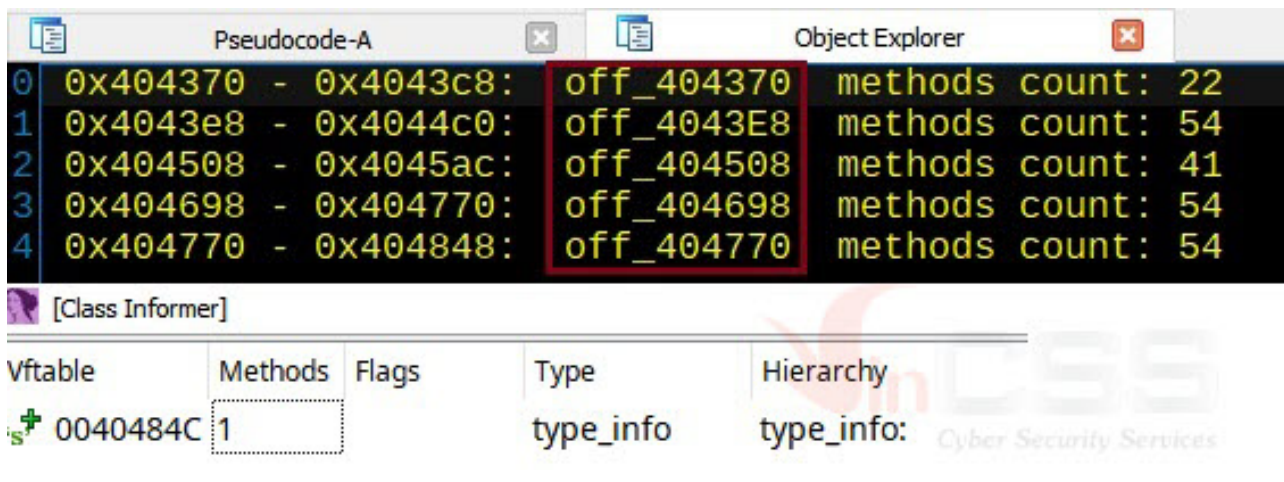 Pseudocode-A Object Explorer
0 0x404370 - 0x4043c8: off_404370 methods count: 22
1 0x4043e8 - 0x4044c0: off_4043E8 methods count: 54
2 0x404508 - 0x4045ac: off_404508 methods count: 41
3 0x404698 - 0x404770: off_404698 methods count: 54
4 0x404770 - 0x404848: off_404770 methods count: 54
[Class Informer]
Vftable Methods Flags Type Hierarchy
0040484C 1 type_info type_info:
VinCSS
Cyber Security Services